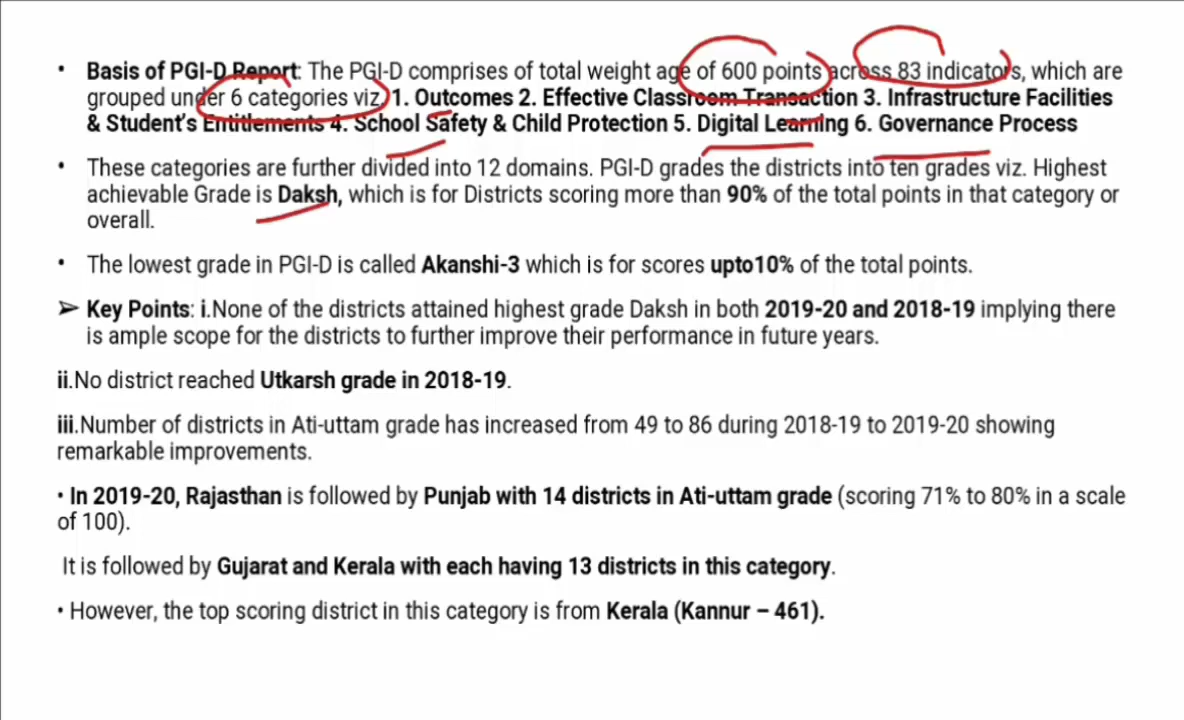 • Basis of PGI-D Report: The PGI-D comprises of total weight age of 600 points across 83 indicators, which are
grouped under 6 categories viz. 1. Outcomes 2. Effective Classroom Transaction 3. Infrastructure Facilities
& Student's Entitlements 4. School Safety & Child Protection 5. Digital Learning 6. Governance Process
• These categories are further divided into 12 domains. PGI-D grades the districts into ten grades viz. Highest
achievable Grade is Daksh, which is for Districts scoring more than 90% of the total points in that category or
overall.
• The lowest grade in PGI-D is called Akanshi-3 which is for scores upto10% of the total points.
➢ Key Points: i.None of the districts attained highest grade Daksh in both 2019-20 and 2018-19 implying there
is ample scope for the districts to further improve their performance in future years.
ii.No district reached Utkarsh grade in 2018-19.
iii.Number of districts in Ati-uttam grade has increased from 49 to 86 during 2018-19 to 2019-20 showing
remarkable improvements.
• In 2019-20, Rajasthan is followed by Punjab with 14 districts in Ati-uttam grade (scoring 71% to 80% in a scale
of 100).
It is followed by Gujarat and Kerala with each having 13 districts in this category.
• However, the top scoring district in this category is from Kerala (Kannur – 461).